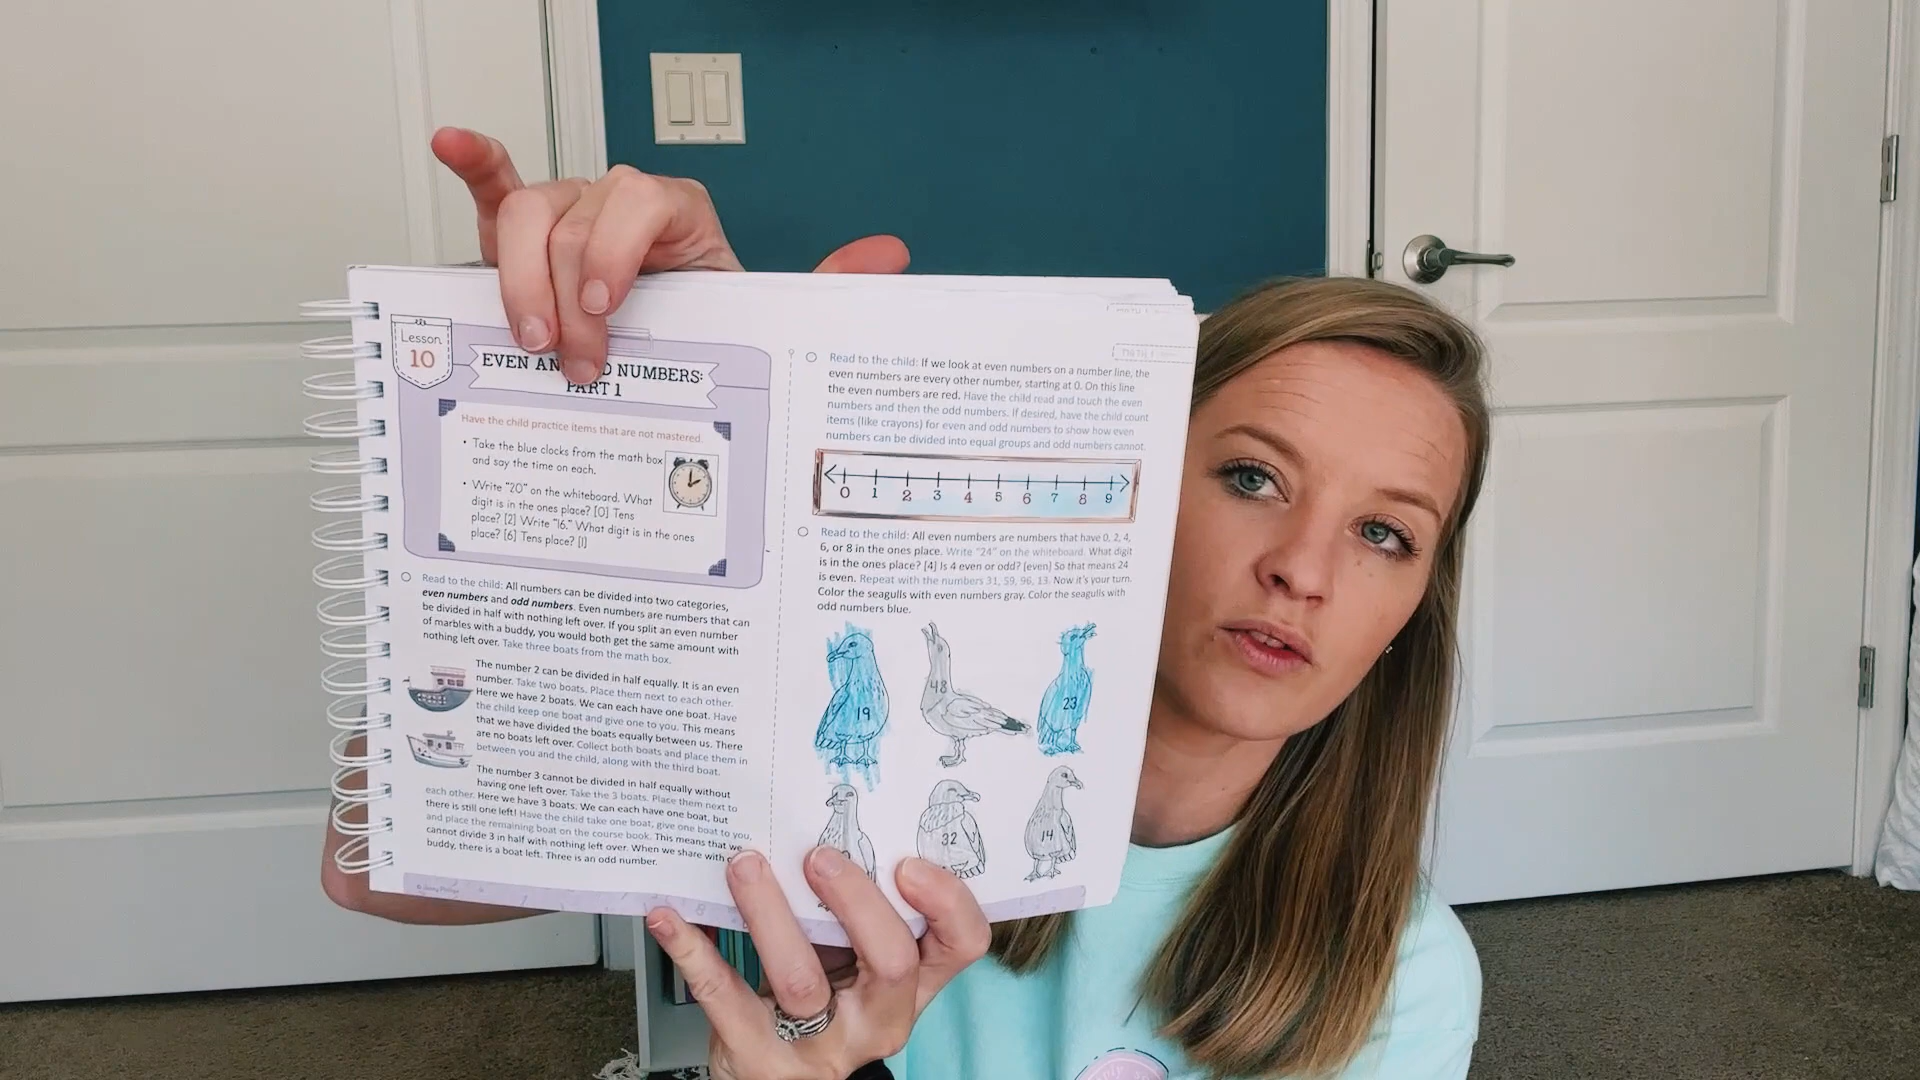 Lesson
10
EVEN AN D NUMBERS:
PART 1
Have the child practice items that are not mastered.
• Take the blue clocks from the math box
and say the time on each.
• Write "20" on the whiteboard. What
digit is in the ones place? [0] Tens
place? [2] Write "16." What digit is in the ones
place? [6] Tens place? [1]
Read to the child: All numbers can be divided into two categories,
even numbers and odd numbers. Even numbers are numbers that can
be divided in half with nothing left over. If you split an even number
of marbles with a buddy, you would both get the same amount with
nothing left over. Take three boats from the math box.
The number 2 can be divided in half equally. It is an even
number. Take two boats. Place them next to each other.
Here we have 2 boats. We can each have one boat. Have
the child keep one boat and give one to you. This means
that we have divided the boats equally between us. There
are no boats left over. Collect both boats and place them in
between you and the child, along with the third boat.
The number 3 cannot be divided in half equally without
having one left over. Take the 3 boats. Place them next to
each other. Here we have 3 boats. We can each have one boat, but
there is still one left! Have the child take one boat, give one boat to you,
and place the remaining boat on the course book. This means that we
cannot divide 3 in half with nothing left over. When we share with
buddy, there is a boat left. Three is an odd number.
Read to the child: If we look at even numbers on a number line, the
even numbers are every other number, starting at 0. On this line
the even numbers are red. Have the child read and touch the even
numbers and then the odd numbers. If desired, have the child count
items (like crayons) for even and odd numbers to show how even
numbers can be divided into equal groups and odd numbers cannot.
0 1 2 3 4 5 6 7 8 9
Read to the child: All even numbers are numbers that have 0, 2, 4,
6, or 8 in the ones place. Write "24" on the whiteboard. What digit
is in the ones place? [4] Is 4 even or odd? [even] So that means 24
is even. Repeat with the numbers 31, 59, 96, 13. Now it's your turn.
Color the seagulls with even numbers gray. Color the seagulls with
odd numbers blue.
19 48 23
32 14